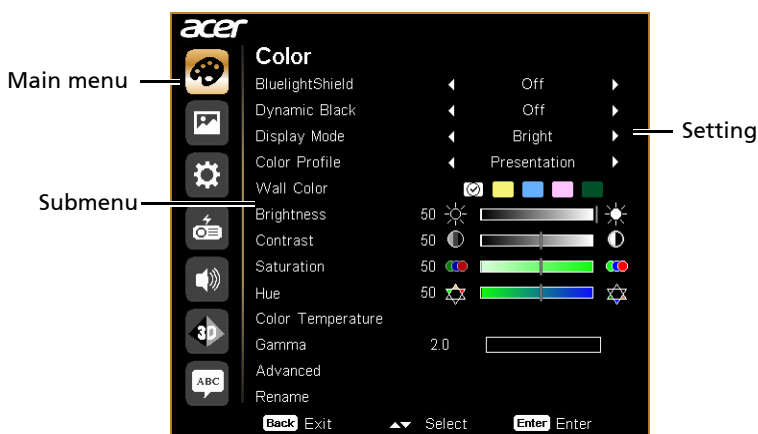 acer
Color
Main menu
BluelightShield Off
Dynamic Black Off
Display Mode Bright
Setting
Color Profile Presentation
Wall Color
Submenu
Brightness 50
Contrast 50
Saturation 50
Hue 50
Color Temperature
3D
Gamma 2.0
Advanced
ABC
Rename
Back Exit Select Enter Enter